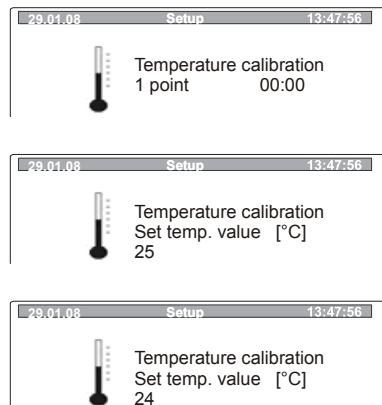 29.01.08 Setup 13:47:56
Temperature calibration
1 point 00:00
29.01.08 Setup 13:47:56
Temperature calibration
Set temp. value [°C]
25
29.01.08 Setup 13:47:56
Temperature calibration
Set temp. value [°C]
24